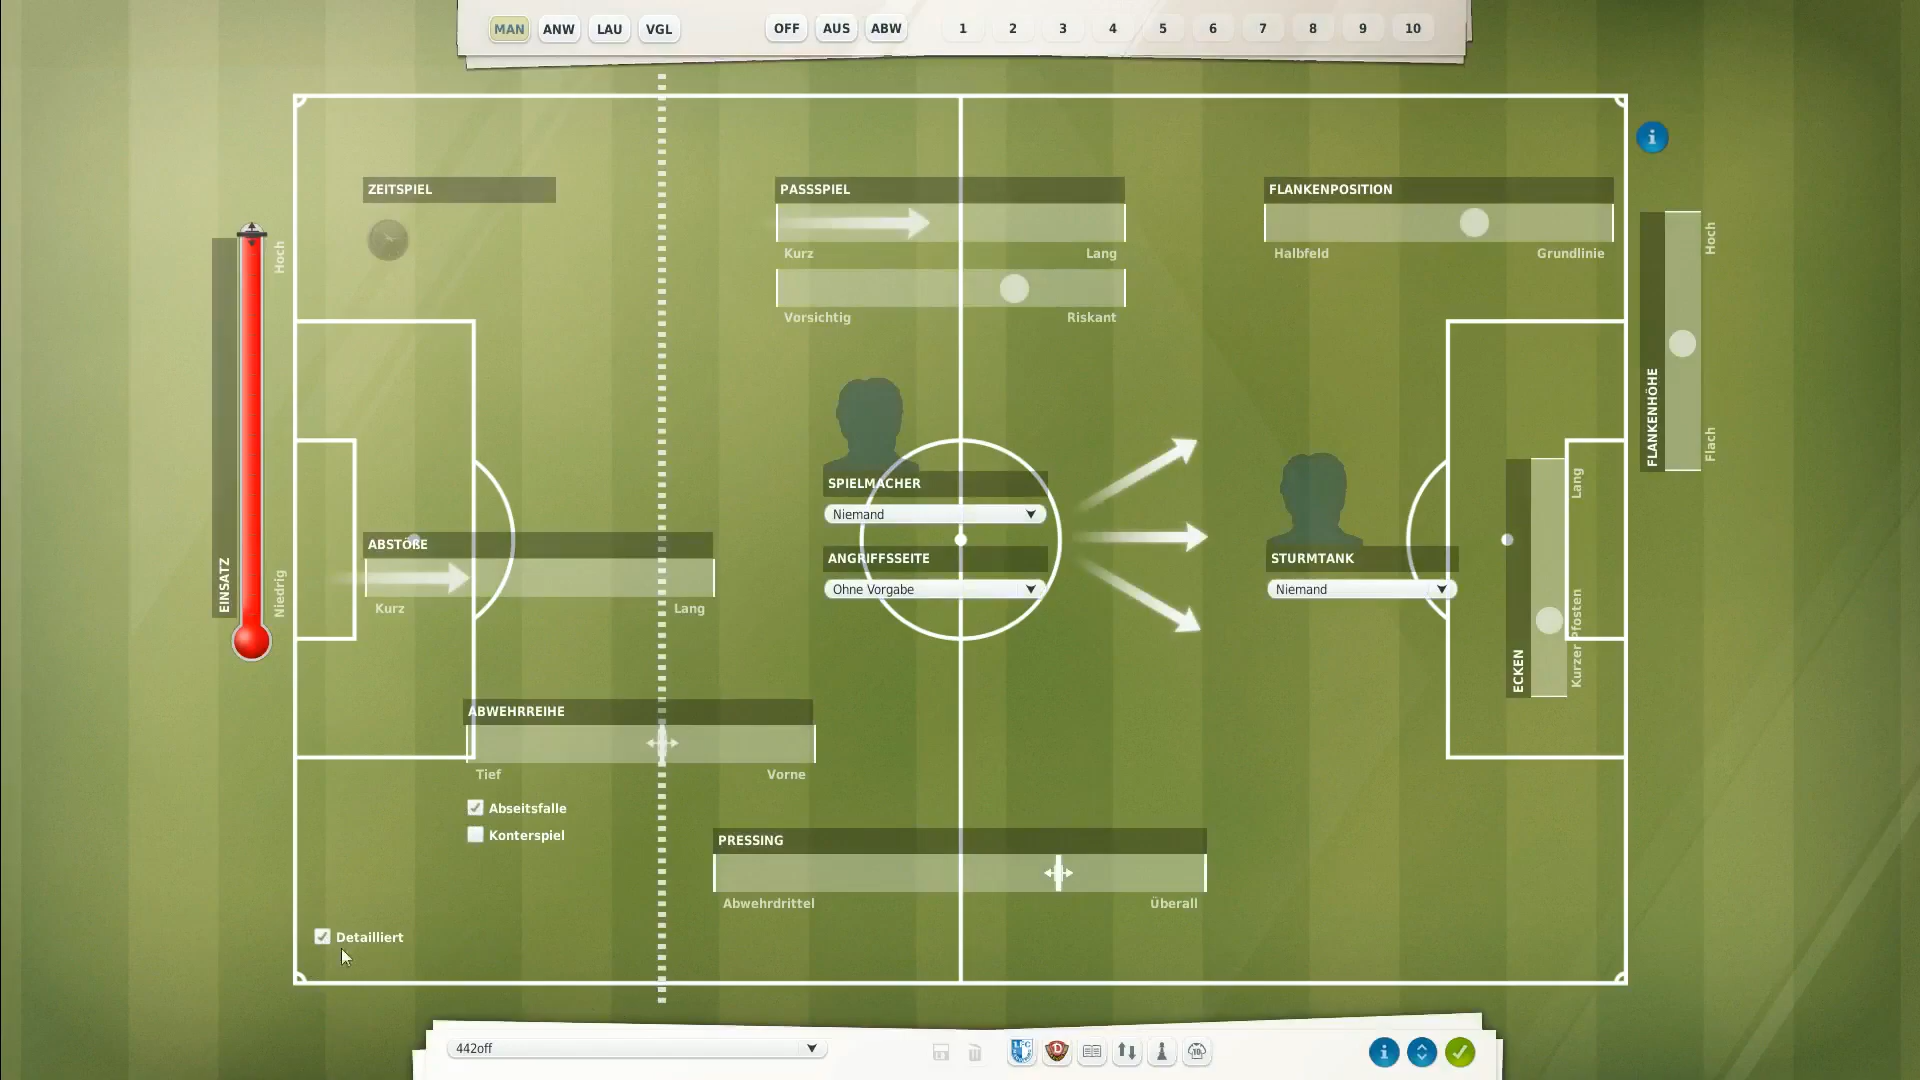 MAN ANW LAU VGL OFF AUS ABW 1 2 3 4 5 6 7 8 9 10
ZEITSPIEL
PASSSPIEL
Kurz Lang
Vorsichtig Riskant
FLANKENPOSITION
Halbfeld Grundlinie
EINSATZ
Hoch
Niedrig
FLANKENHÖHE
Hoch
Flach
SPIELMACHER
Niemand
ANGRIFFSSEITE
Ohne Vorgabe
STURMTANK
Niemand
ABSTÖßE
Kurz Lang
ECKEN
Lang
Kurzer Pfosten
ABWEHRREIHE
Tief Vorne
Abseitsfalle
Konterspiel
PRESSING
Abwehrdrittel Überall
Detailliert
442off